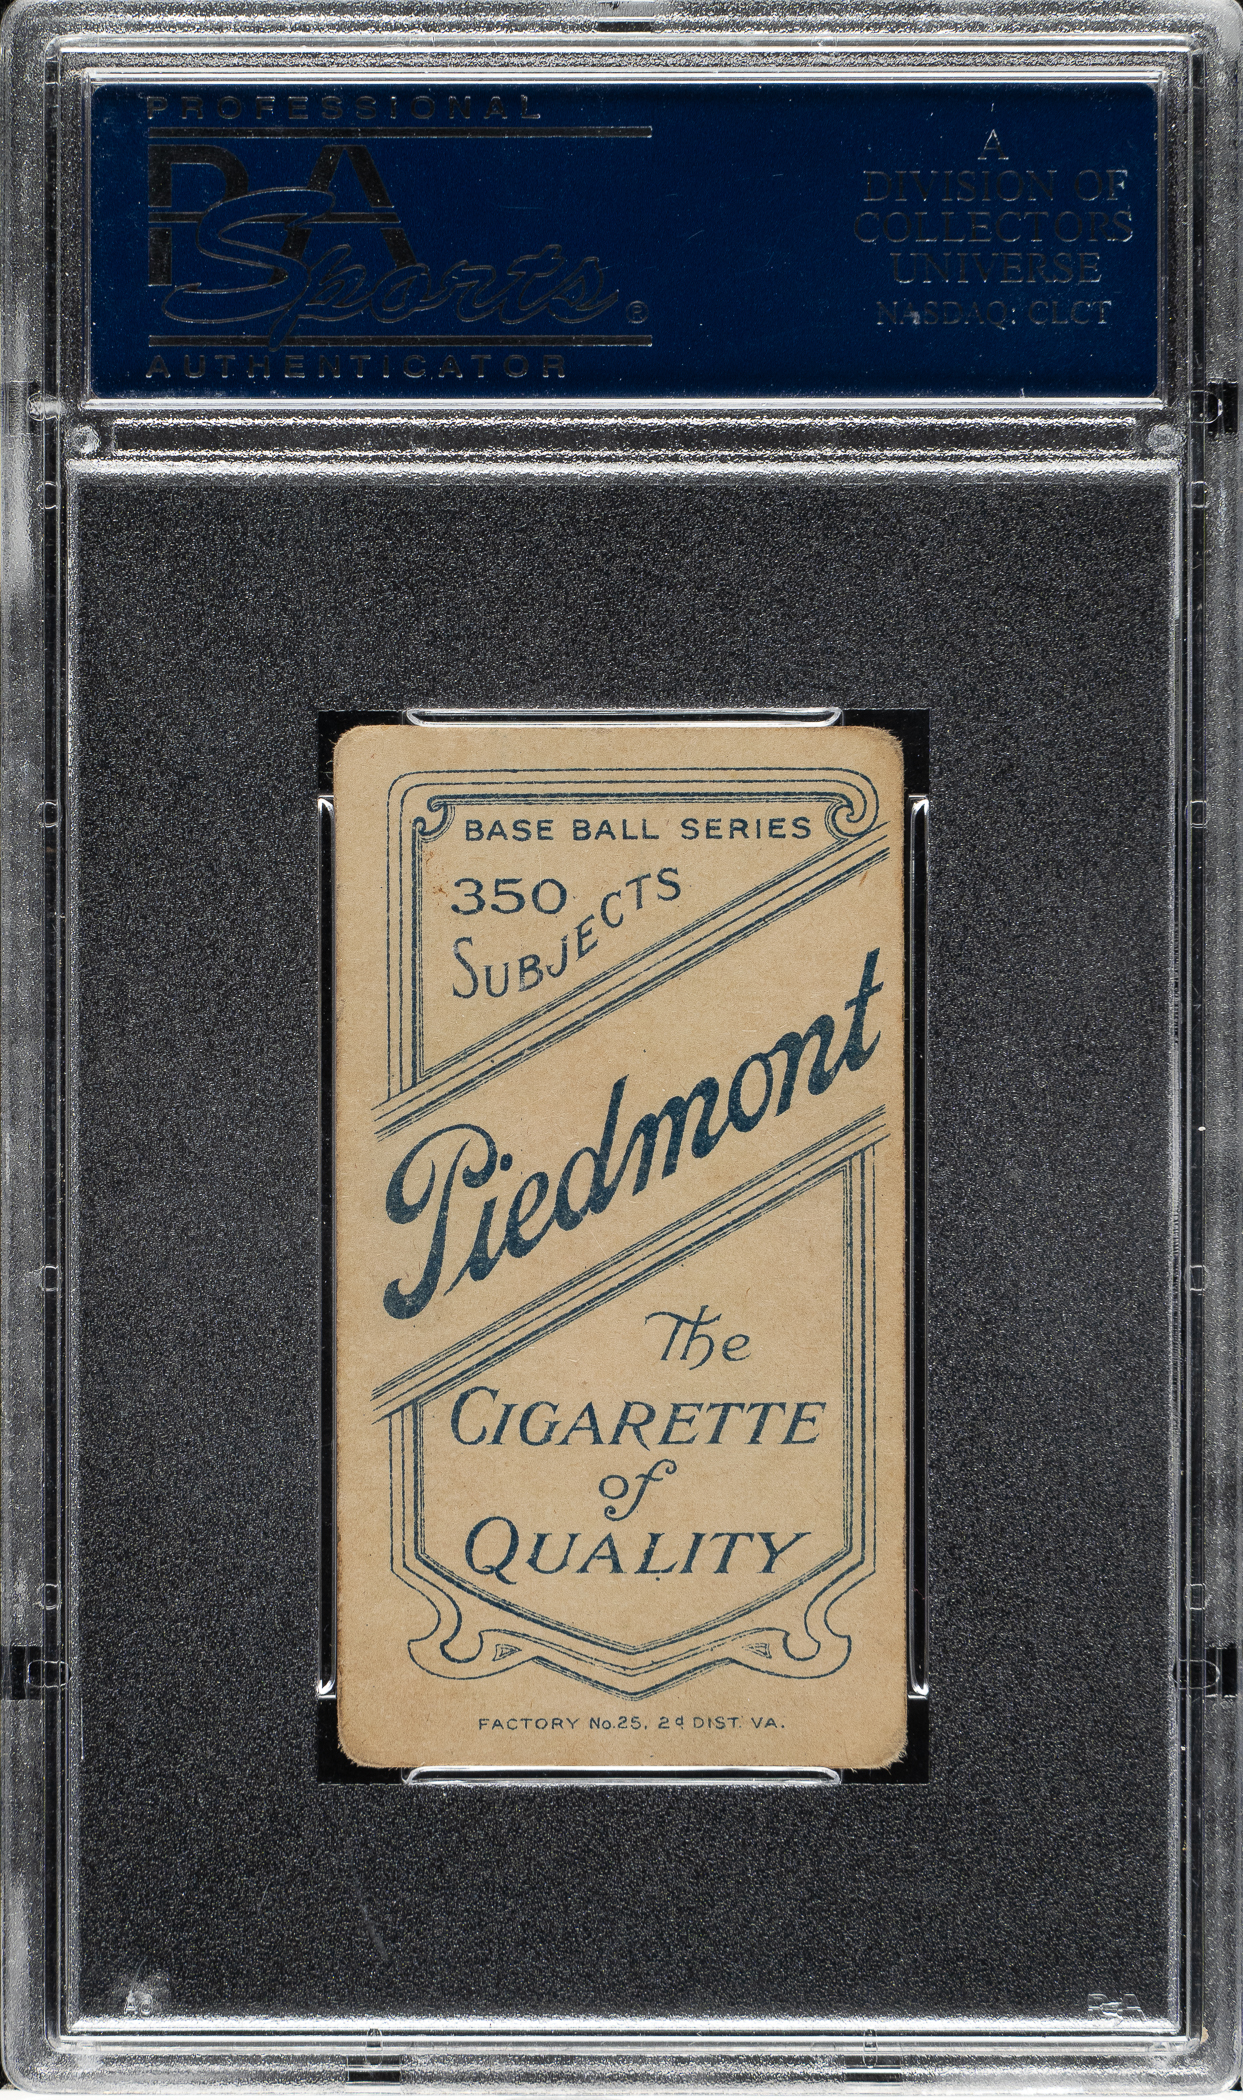 PROFESSIONAL
PSA
Sports ®
AUTHENTICATOR
A
DIVISION OF
COLLECTORS
UNIVERSE
NASDAQ: CLCT
BASE BALL SERIES
350
SUBJECTS
Piedmont
The
CIGARETTE
of
QUALITY
FACTORY No. 25, 2d DIST. VA.
PSA